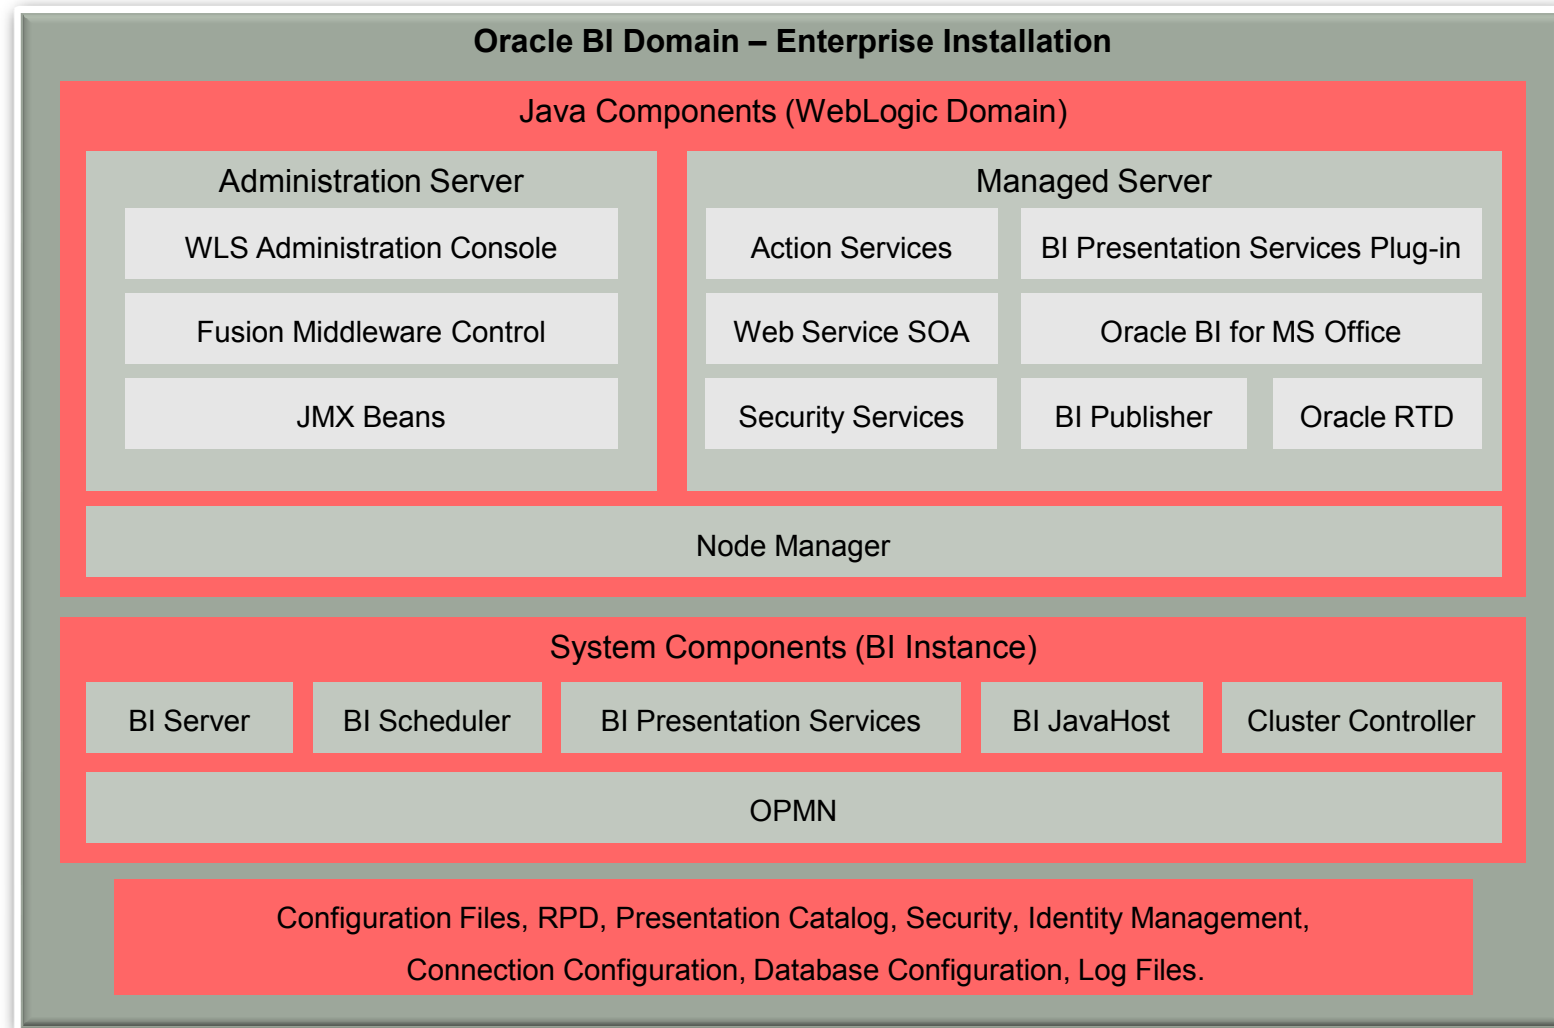 Oracle BI Domain – Enterprise Installation
Java Components (WebLogic Domain)
Administration Server
WLS Administration Console
Fusion Middleware Control
JMX Beans
Managed Server
Action Services
BI Presentation Services Plug-in
Web Service SOA
Oracle BI for MS Office
Security Services
BI Publisher
Oracle RTD
Node Manager
System Components (BI Instance)
BI Server
BI Scheduler
BI Presentation Services
BI JavaHost
Cluster Controller
OPMN
Configuration Files, RPD, Presentation Catalog, Security, Identity Management,
Connection Configuration, Database Configuration, Log Files.